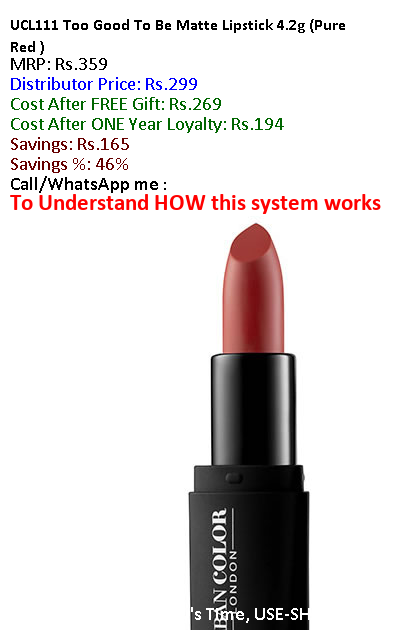 UCL111 Too Good To Be Matte Lipstick 4.2g (Pure
Red )
MRP: Rs.359
Distributor Price: Rs.299
Cost After FREE Gift: Rs.269
Cost After ONE Year Loyalty: Rs.194
Savings: Rs.165
Savings %: 46%
Call/WhatsApp me :
To Understand HOW this system works
BAN COLOR
LONDON
's Time, USE-SH